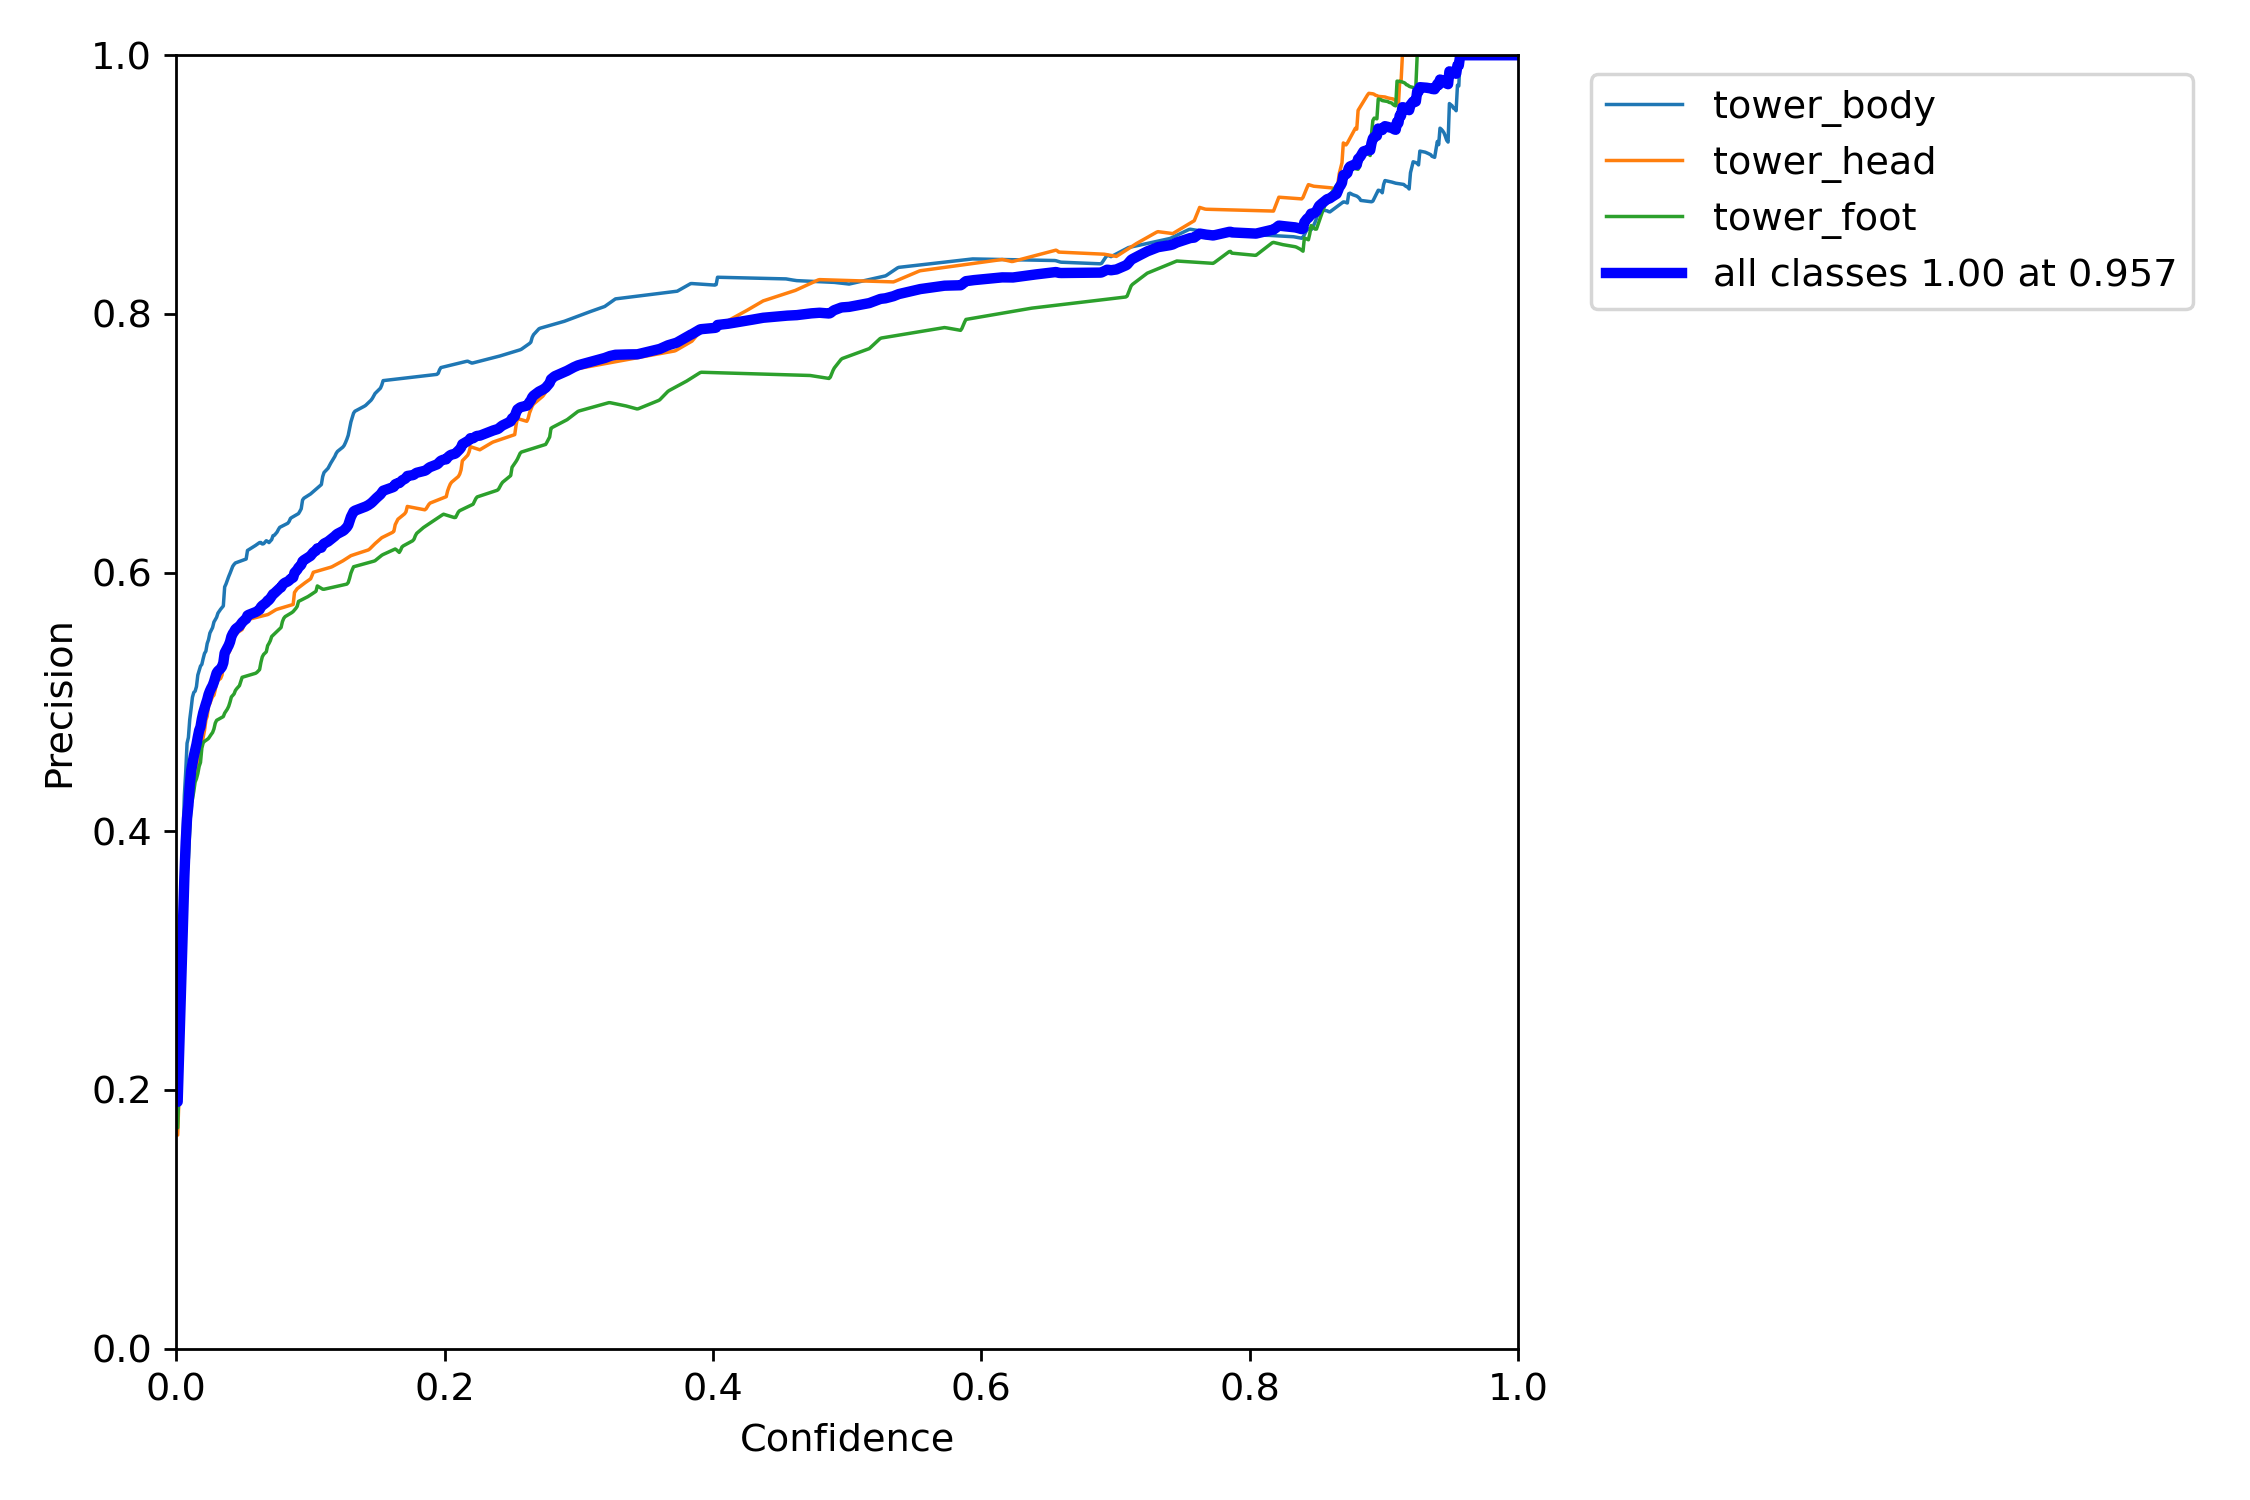 1.0
0.8
0.6
0.4
0.2
0.0
Precision
0.0 0.2 0.4 0.6 0.8 1.0
Confidence
tower_body
tower_head
tower_foot
all classes 1.00 at 0.957